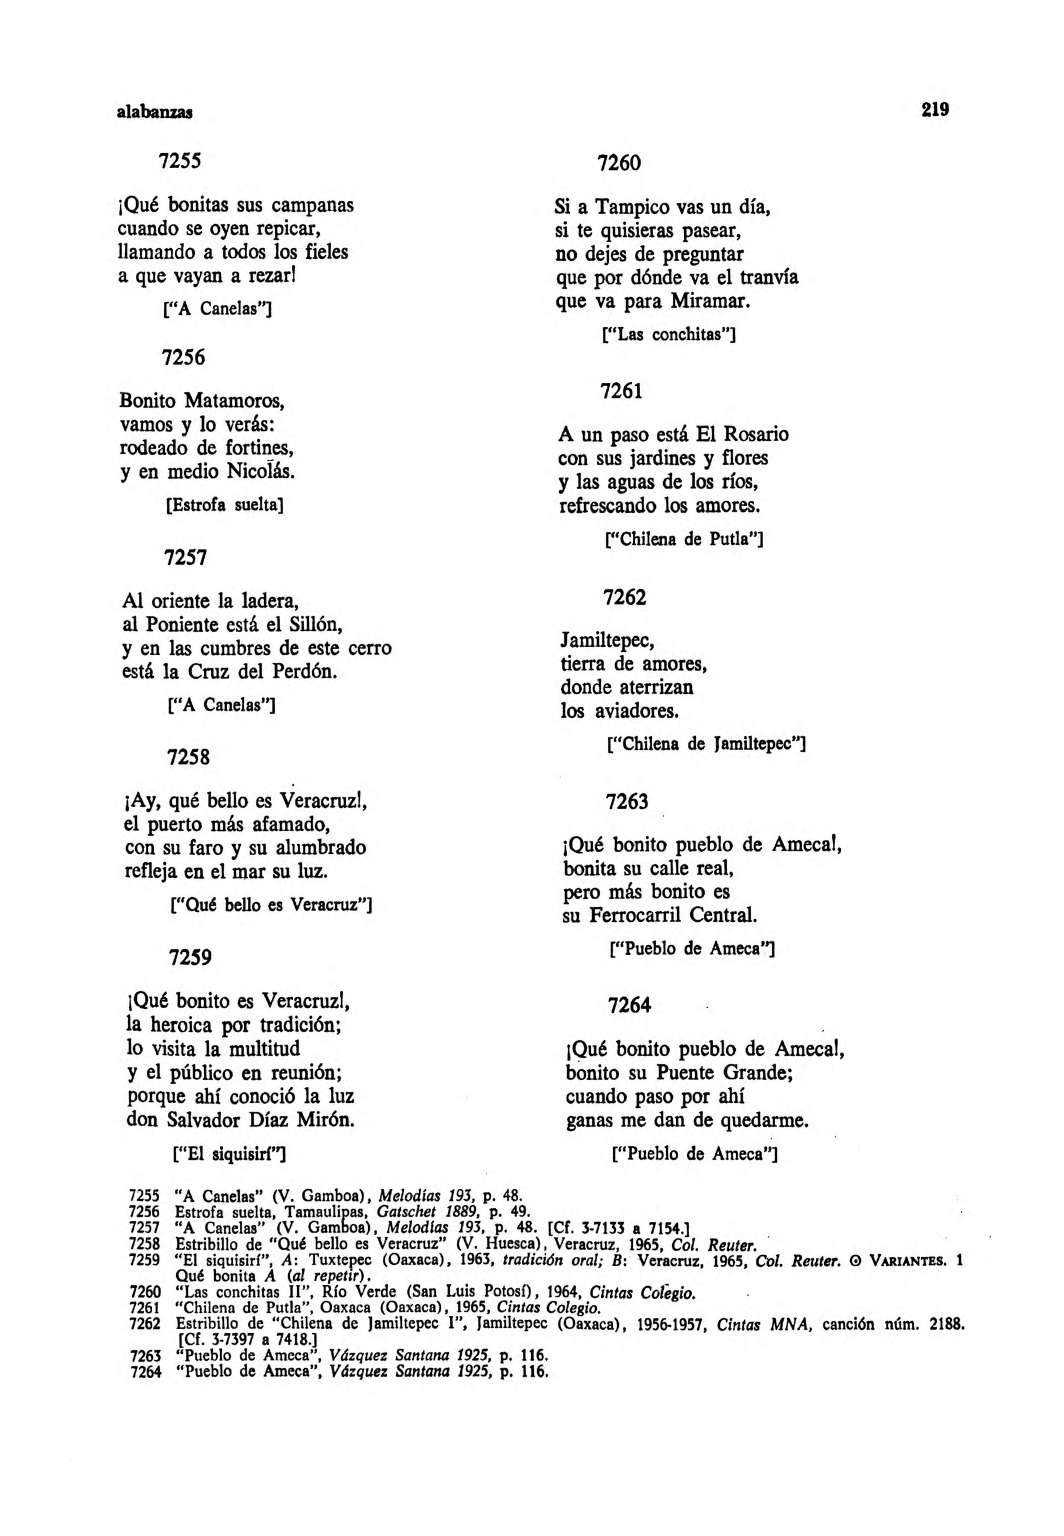 alabanzas
219
7255
¡Qué bonitas sus campanas
cuando se oyen repicar,
llamando a todos los fieles
a que vayan a rezar!
["A Canelas"]
7256
Bonito Matamoros,
vamos y lo verás:
rodeado de fortines,
y en medio Nicolás.
[Estrofa suelta]
7257
Al oriente la ladera,
al Poniente está el Sillón,
y en las cumbres de este cerro
está la Cruz del Perdón.
["A Canelas"]
7258
¡Ay, qué bello es Veracruz!,
el puerto más afamado,
con su faro y su alumbrado
refleja en el mar su luz.
["Qué bello es Veracruz"]
7259
¡Qué bonito es Veracruz!,
la heroica por tradición;
lo visita la multitud
y el público en reunión;
porque ahí conoció la luz
don Salvador Díaz Mirón.
["El siquisirí"]
7260
Si a Tampico vas un día,
si te quisieras pasear,
no dejes de preguntar
que por dónde va el tranvía
que va para Miramar.
["Las conchitas"]
7261
A un paso está El Rosario
con sus jardines y flores
y las aguas de los ríos,
refrescando los amores.
["Chilena de Putla"]
7262
Jamiltepec,
tierra de amores,
donde aterrizan
los aviadores.
["Chilena de Jamiltepec"]
7263
¡Qué bonito pueblo de Ameca!,
bonita su calle real,
pero más bonito es
su Ferrocarril Central.
["Pueblo de Ameca"]
7264
¡Qué bonito pueblo de Ameca!,
bonito su Puente Grande;
cuando paso por ahí
ganas me dan de quedarme.
["Pueblo de Ameca"]
7255 "A Canelas" (V. Gamboa), Melodías 193, p. 48.
7256 Estrofa suelta, Tamaulipas, Gatschet 1889, p. 49.
7257 "A Canelas" (V. Gamboa), Melodías 193, p. 48. [Cf. 3-7133 a 7154.]
7258 Estribillo de "Qué bello es Veracruz" (V. Huesca), Veracruz, 1965, Col. Reuter.
7259 "El siquisirí", A: Tuxtepec (Oaxaca), 1963, tradición oral; B: Veracruz, 1965, Col. Reuter. ⊙ VARIANTES. 1
Qué bonita A (al repetir).
7260 "Las conchitas II", Río Verde (San Luis Potosí), 1964, Cintas Colegio.
7261 "Chilena de Putla", Oaxaca (Oaxaca), 1965, Cintas Colegio.
7262 Estribillo de "Chilena de Jamiltepec I", Jamiltepec (Oaxaca), 1956-1957, Cintas MNA, canción núm. 2188.
[Cf. 3-7397 a 7418.]
7263 "Pueblo de Ameca", Vázquez Santana 1925, p. 116.
7264 "Pueblo de Ameca", Vázquez Santana 1925, p. 116.